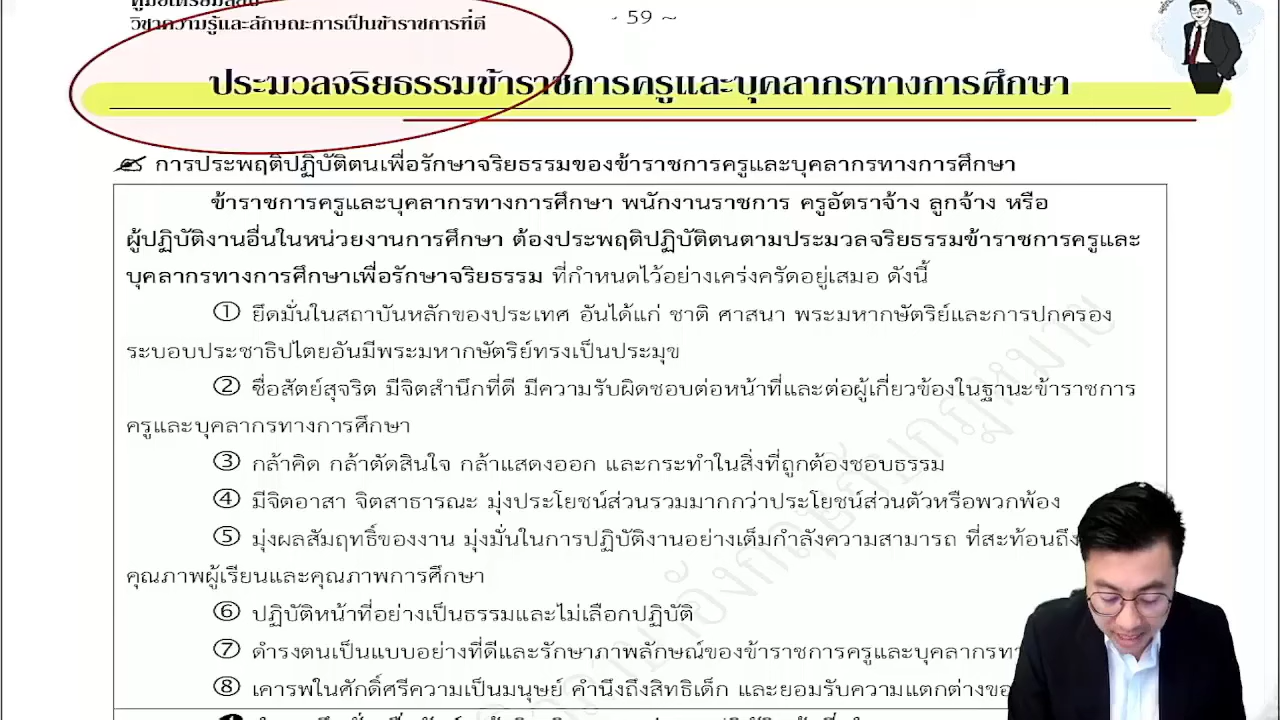 วิชาความรู้และลักษณะการเป็นข้าราชการที่ดี
- 59 ~
ประมวลจริยธรรมข้าราชการครูและบุคลากรทางการศึกษา
การประพฤติปฏิบัติตนเพื่อรักษาจริยธรรมของข้าราชการครูและบุคลากรทางการศึกษา
ข้าราชการครูและบุคลากรทางการศึกษา พนักงานราชการ ครูอัตราจ้าง ลูกจ้าง หรือ
ผู้ปฏิบัติงานอื่นในหน่วยงานการศึกษา ต้องประพฤติปฏิบัติตนตามประมวลจริยธรรมข้าราชการครูและ
บุคลากรทางการศึกษาเพื่อรักษาจริยธรรม ที่กำหนดไว้อย่างเคร่งครัดอยู่เสมอ ดังนี้
① ยึดมั่นในสถาบันหลักของประเทศ อันได้แก่ ชาติ ศาสนา พระมหากษัตริย์และการปกครอง
ระบอบประชาธิปไตยอันมีพระมหากษัตริย์ทรงเป็นประมุข
② ซื่อสัตย์สุจริต มีจิตสำนึกที่ดี มีความรับผิดชอบต่อหน้าที่และต่อผู้เกี่ยวข้องในฐานะข้าราชการ
ครูและบุคลากรทางการศึกษา
③ กล้าคิด กล้าตัดสินใจ กล้าแสดงออก และกระทำในสิ่งที่ถูกต้องชอบธรรม
④ มีจิตอาสา จิตสาธารณะ มุ่งประโยชน์ส่วนรวมมากกว่าประโยชน์ส่วนตัวหรือพวกพ้อง
⑤ มุ่งผลสัมฤทธิ์ของงาน มุ่งมั่นในการปฏิบัติงานอย่างเต็มกำลังความสามารถ ที่สะท้อนถึง
คุณภาพผู้เรียนและคุณภาพการศึกษา
⑥ ปฏิบัติหน้าที่อย่างเป็นธรรมและไม่เลือกปฏิบัติ
⑦ ดำรงตนเป็นแบบอย่างที่ดีและรักษาภาพลักษณ์ของข้าราชการครูและบุคลากรทา
⑧ เคารพในศักดิ์ศรีความเป็นมนุษย์ คำนึงถึงสิทธิเด็ก และยอมรับความแตกต่างขอ